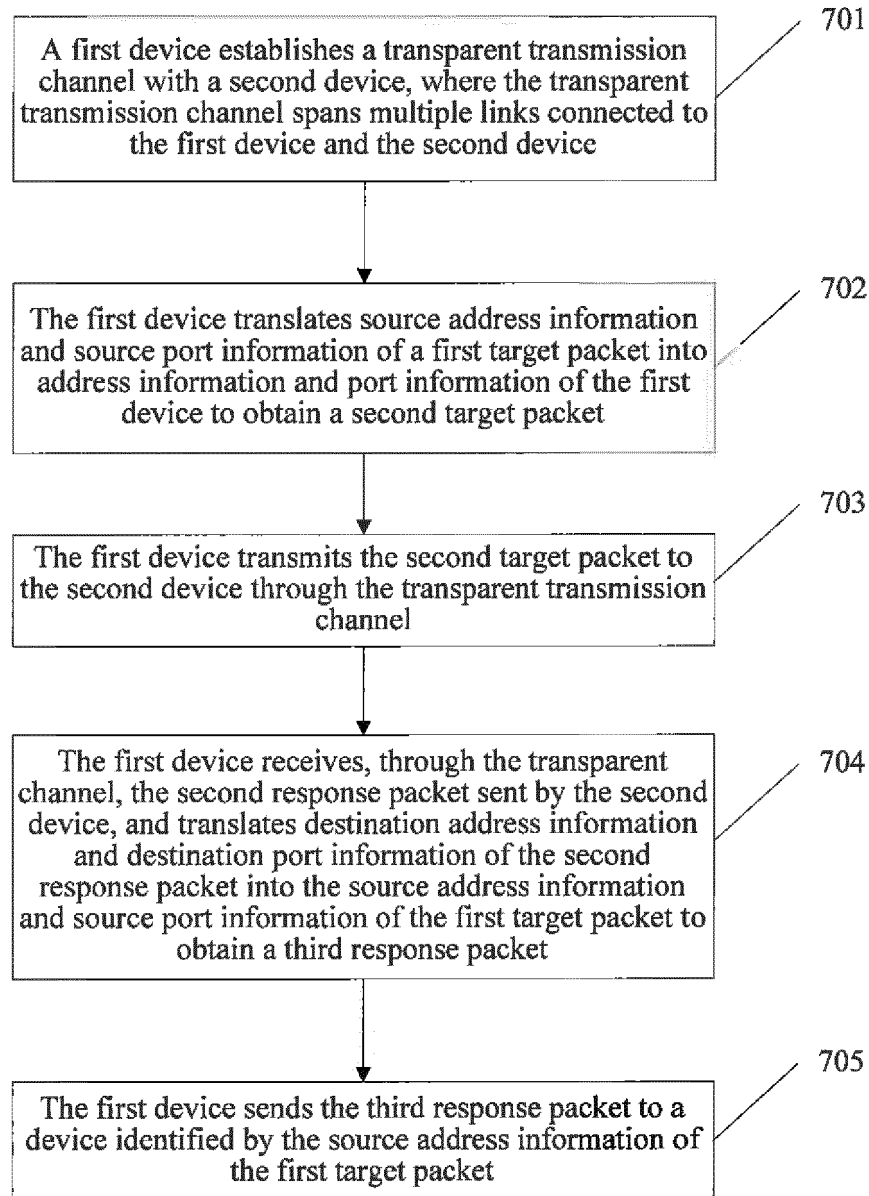 701
A first device establishes a transparent transmission
channel with a second device, where the transparent
transmission channel spans multiple links connected to
the first device and the second device
702
The first device translates source address information
and source port information of a first target packet into
address information and port information of the first
device to obtain a second target packet
703
The first device transmits the second target packet to
the second device through the transparent transmission
channel
704
The first device receives, through the transparent
channel, the second response packet sent by the second
device, and translates destination address information
and destination port information of the second
response packet into the source address information
and source port information of the first target packet to
obtain a third response packet
705
The first device sends the third response packet to a
device identified by the source address information of
the first target packet